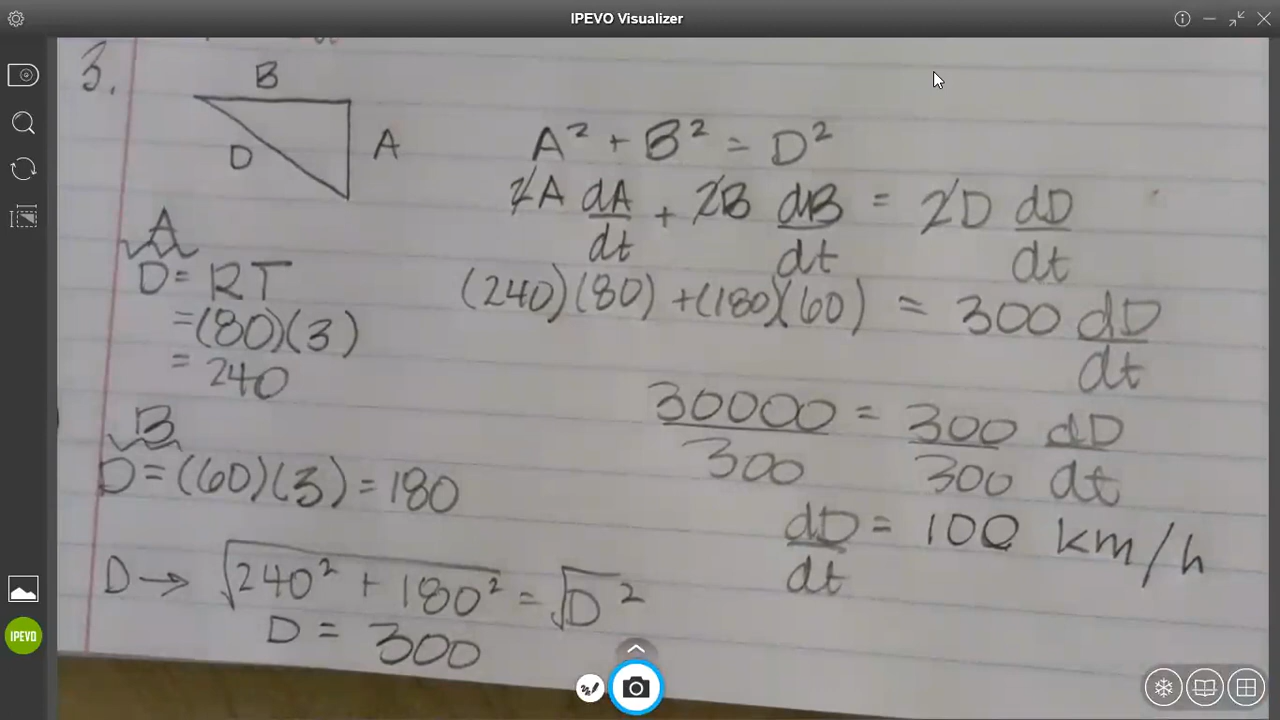 IPEVO Visualizer
3.
B
D
A
A² + B² = D²
2A dA/dt + 2B dB/dt = 2D dD/dt
(240)(80) + (180)(60) = 300 dD/dt
30000/300 = 300/300 dD/dt
dD/dt = 100 km/h
A
D = RT
= (80)(3)
= 240
B
D = (60)(3) = 180
D → √240² + 180² = √D²
D = 300
IPEVO